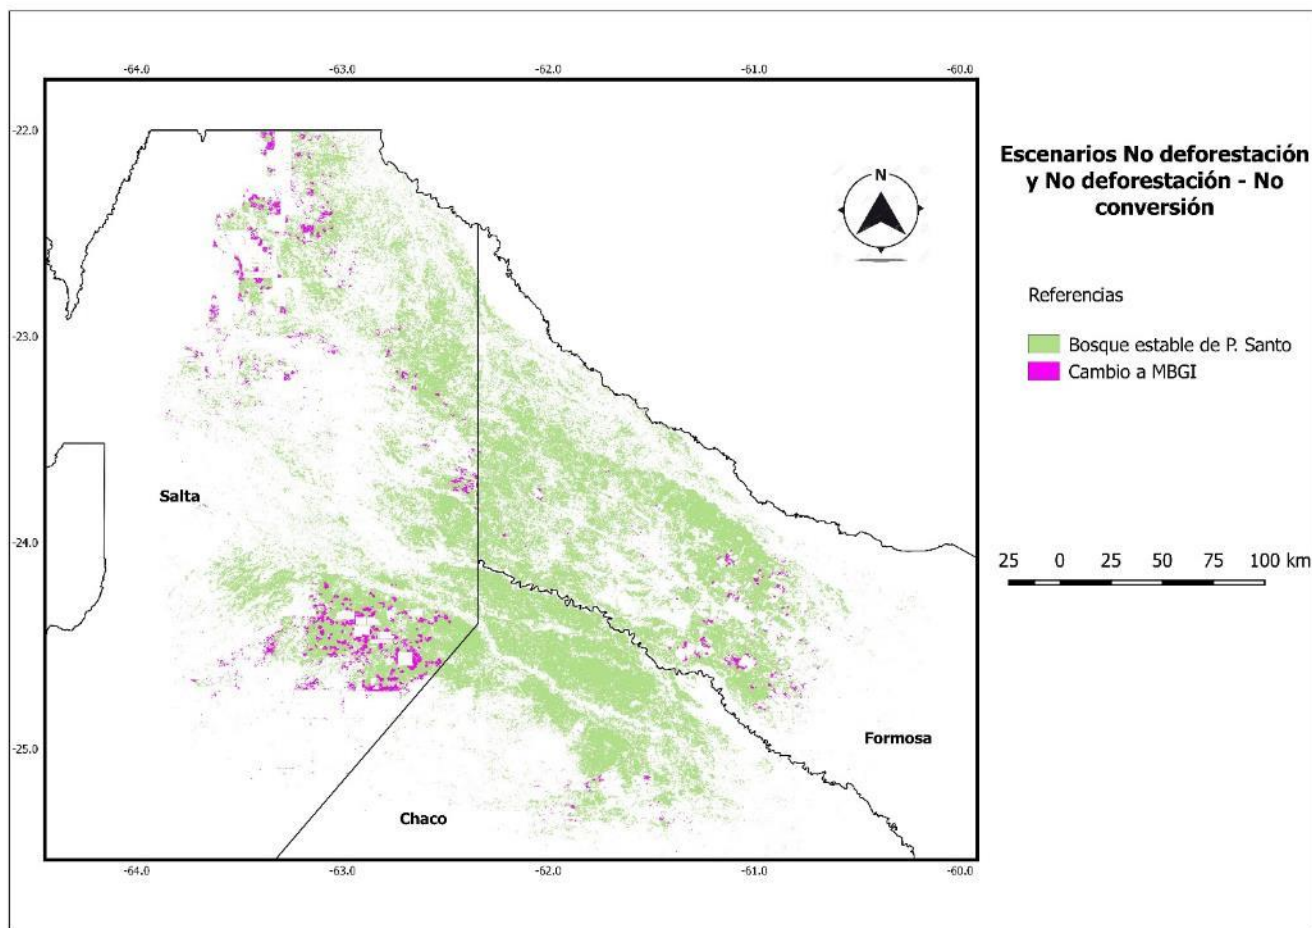 -64.0 -63.0 -62.0 -61.0 -60.0
-22.0
-23.0
-24.0
-25.0
N
Salta
Chaco
Formosa
-64.0 -63.0 -62.0 -61.0 -60.0
Escenarios No deforestación
y No deforestación - No
conversión
Referencias
Bosque estable de P. Santo
Cambio a MBGI
25 0 25 50 75 100 km